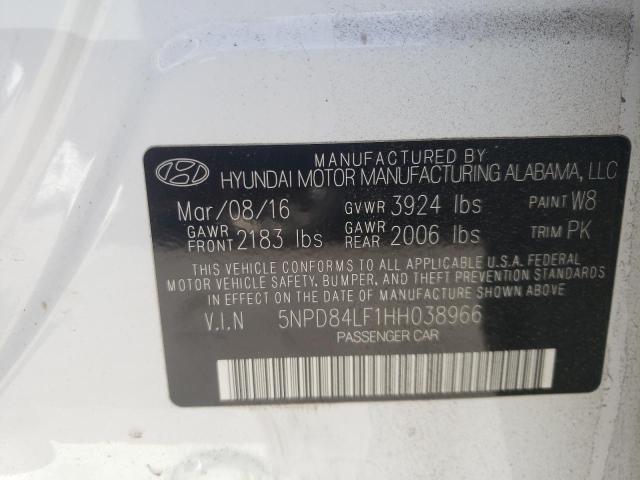 MANUFACTURED BY
HYUNDAI MOTOR MANUFACTURING ALABAMA, LLC
Mar/08/16 GVWR 3924 lbs PAINT W8
GAWR FRONT 2183 lbs GAWR REAR 2006 lbs TRIM PK
THIS VEHICLE CONFORMS TO ALL APPLICABLE U.S.A. FEDERAL
MOTOR VEHICLE SAFETY, BUMPER, AND THEFT PREVENTION STANDARDS
IN EFFECT ON THE DATE OF MANUFACTURE SHOWN ABOVE.
V.I.N 5NPD84LF1HH038966
PASSENGER CAR